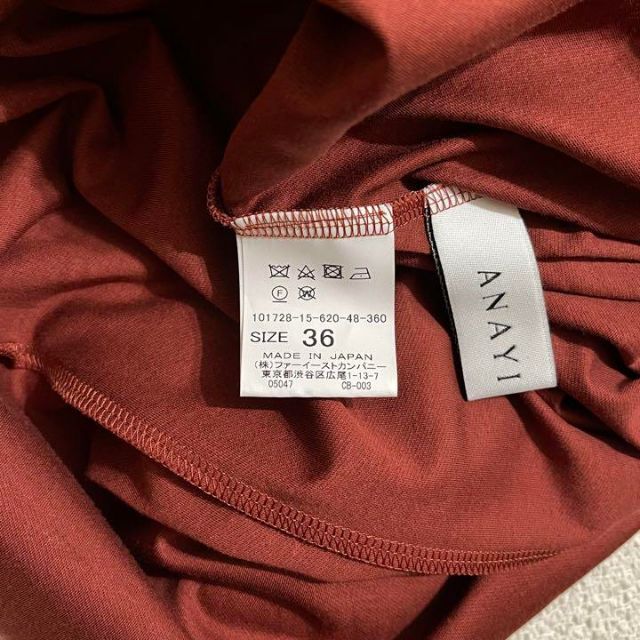 101728-15-620-48-360
SIZE 36
MADE IN JAPAN
(株)ファーイーストカンパニー
東京都渋谷区広尾1-13-7
05047 CB-003
ANAYI